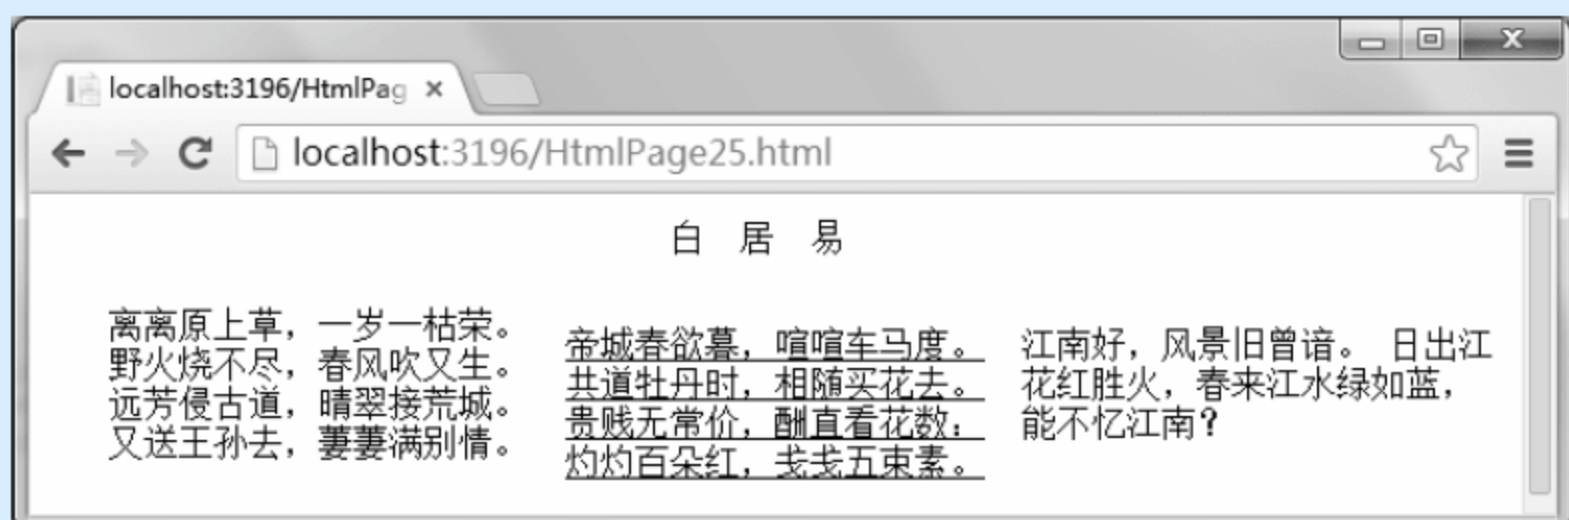 localhost:3196/HtmlPag
localhost:3196/HtmlPage25.html
白 居 易
离离原上草，一岁一枯荣。
野火烧不尽，春风吹又生。
远芳侵古道，晴翠接荒城。
又送王孙去，萋萋满别情。
帝城春欲暮，喧喧车马度。
共道牡丹时，相随买花去。
贵贱无常价，酬直看花数：
灼灼百朵红，戋戋五束素。
江南好，风景旧曾谙。 日出江
花红胜火，春来江水绿如蓝，
能不忆江南？